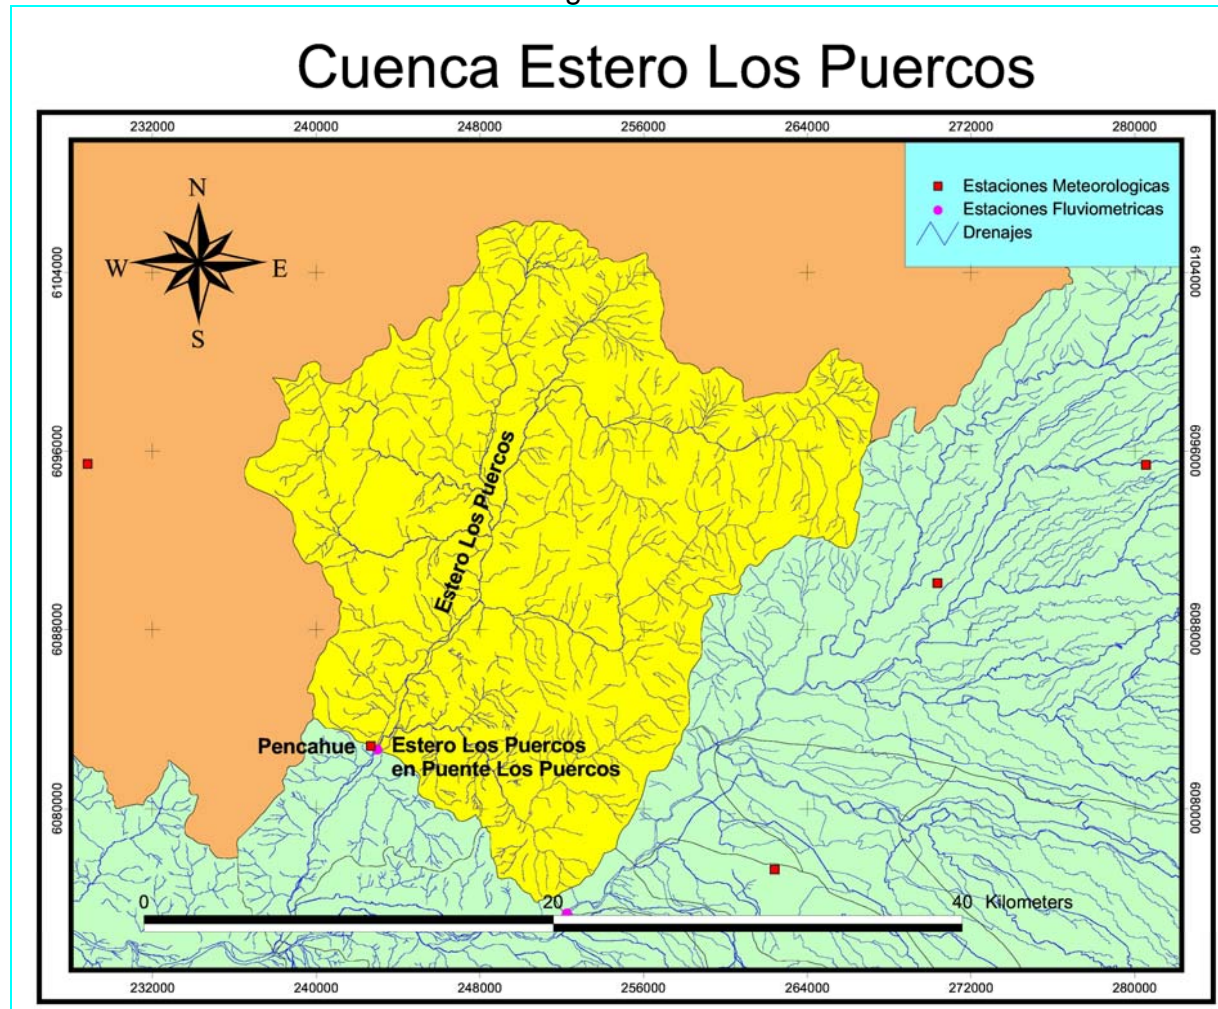 Cuenca Estero Los Puercos
232000 240000 248000 256000 264000 272000 280000
Estaciones Meteorologicas
Estaciones Fluviometricas
Drenajes
N
W E
S
6104000 6104000
6096000 6096000
6088000 6088000
6080000 6080000
Estero Los Puercos
Pencahue
Estero Los Puercos
en Puente Los Puercos
0 20 40 Kilometers
232000 240000 248000 256000 264000 272000 280000